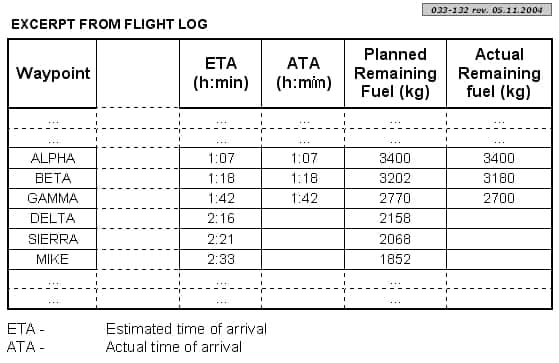 033-132 rev. 05.11.2004
EXCERPT FROM FLIGHT LOG
Waypoint ETA (h:min) ATA (h:min) Planned Remaining Fuel (kg) Actual Remaining fuel (kg)
... ... ... ... ...
... ... ... ... ...
ALPHA 1:07 1:07 3400 3400
BETA 1:18 1:18 3202 3180
GAMMA 1:42 1:42 2770 2700
DELTA 2:16 2158
SIERRA 2:21 2068
MIKE 2:33 1852
... ... ... ... ...
... ... ... ... ...
ETA - Estimated time of arrival
ATA - Actual time of arrival